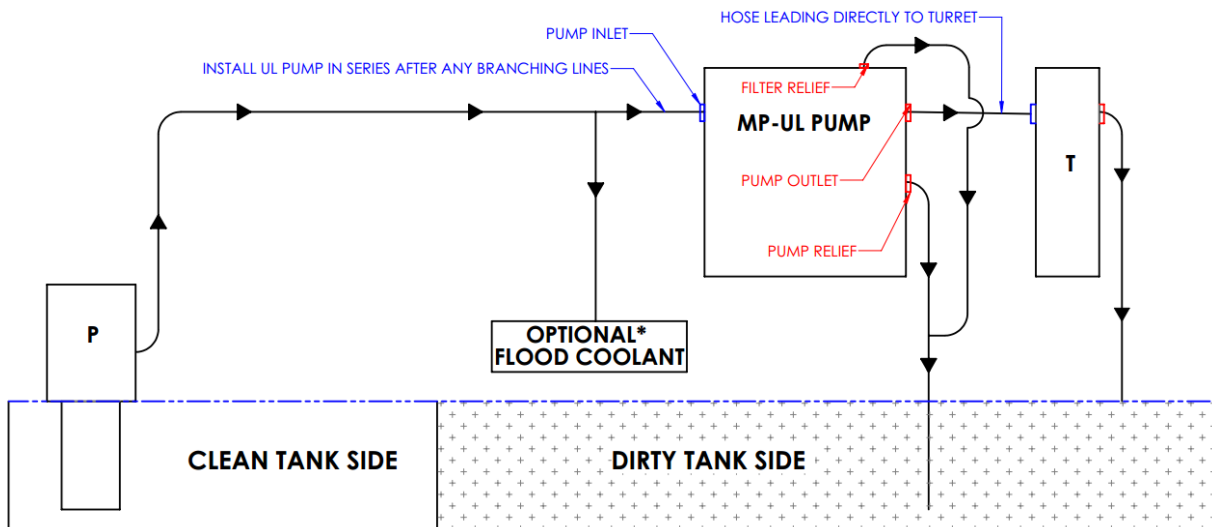 HOSE LEADING DIRECTLY TO TURRET
PUMP INLET
INSTALL UL PUMP IN SERIES AFTER ANY BRANCHING LINES
FILTER RELIEF
MP-UL PUMP
T
PUMP OUTLET
PUMP RELIEF
P
OPTIONAL*
FLOOD COOLANT
CLEAN TANK SIDE
DIRTY TANK SIDE